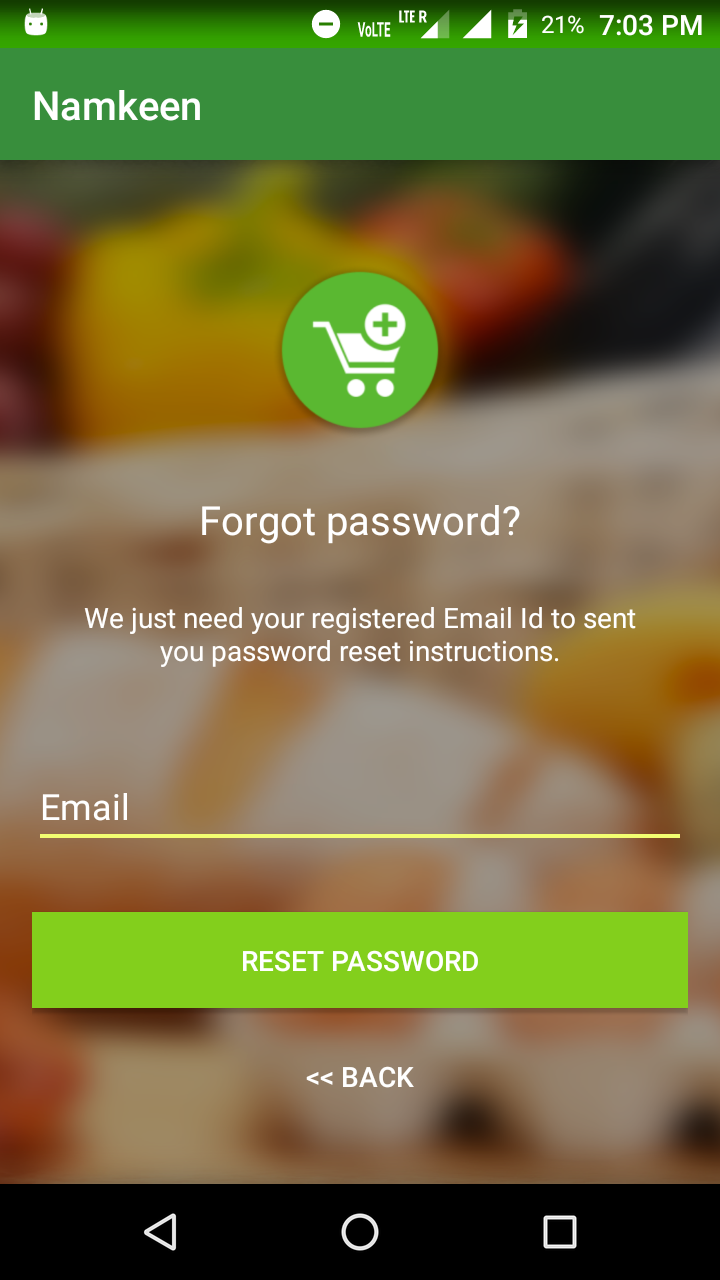 VoLTE LTE R 21% 7:03 PM
Namkeen
Forgot password?
We just need your registered Email Id to sent
you password reset instructions.
Email
RESET PASSWORD
<< BACK